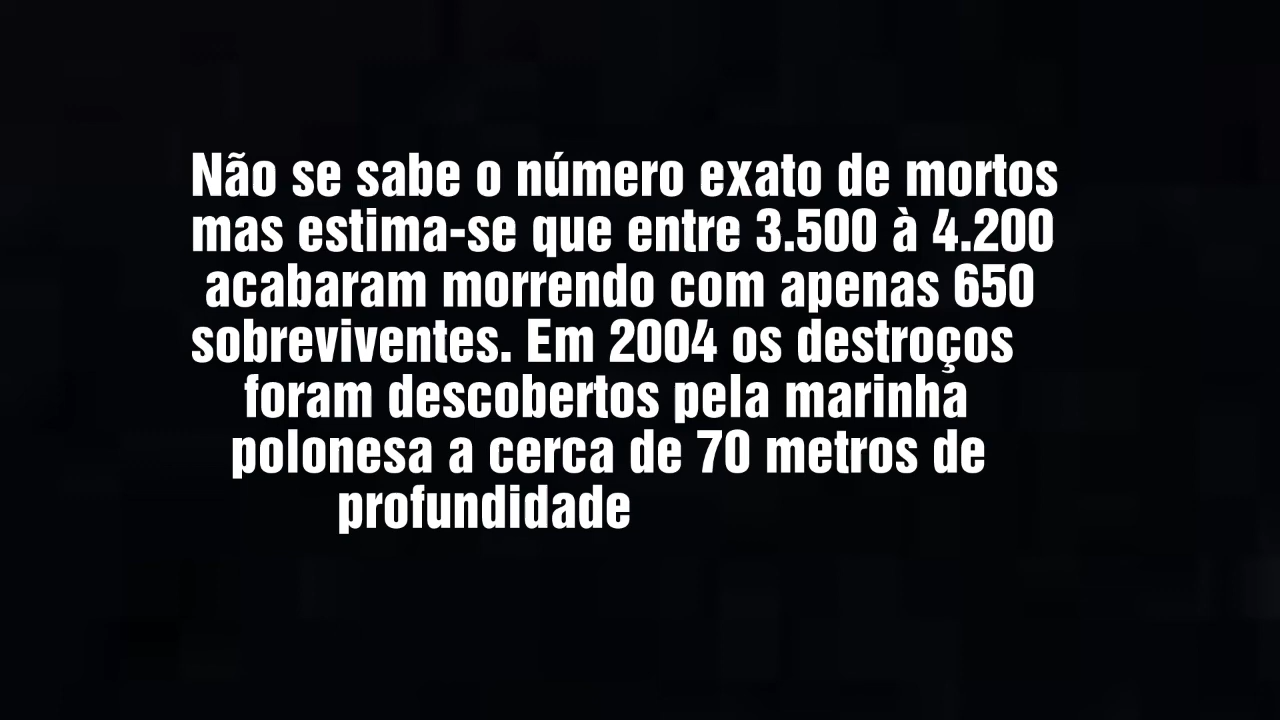 Não se sabe o número exato de mortos
mas estima-se que entre 3.500 à 4.200
acabaram morrendo com apenas 650
sobreviventes. Em 2004 os destroços
foram descobertos pela marinha
polonesa a cerca de 70 metros de
profundidade